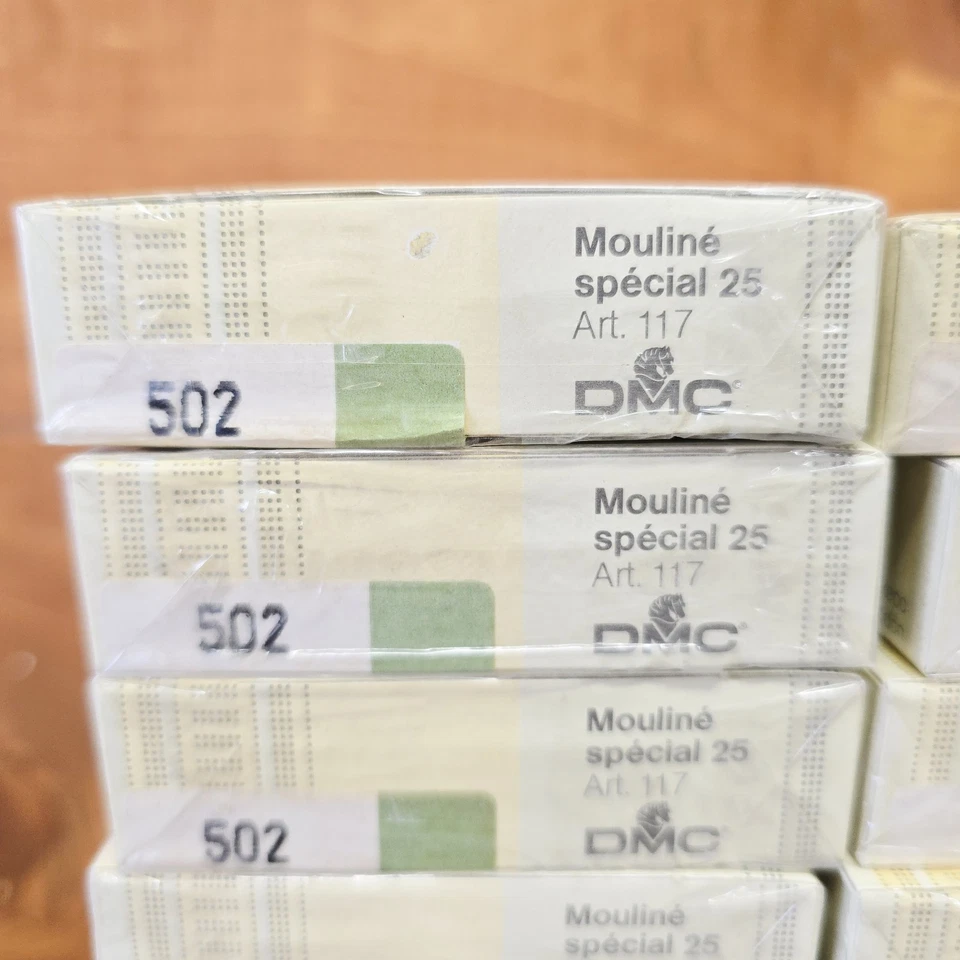 Mouliné
spécial 25
Art. 117
DMC
502
Mouliné
spécial 25
Art. 117
DMC
502
Mouliné
spécial 25
Art. 117
DMC
502
Mouliné
spécial 25